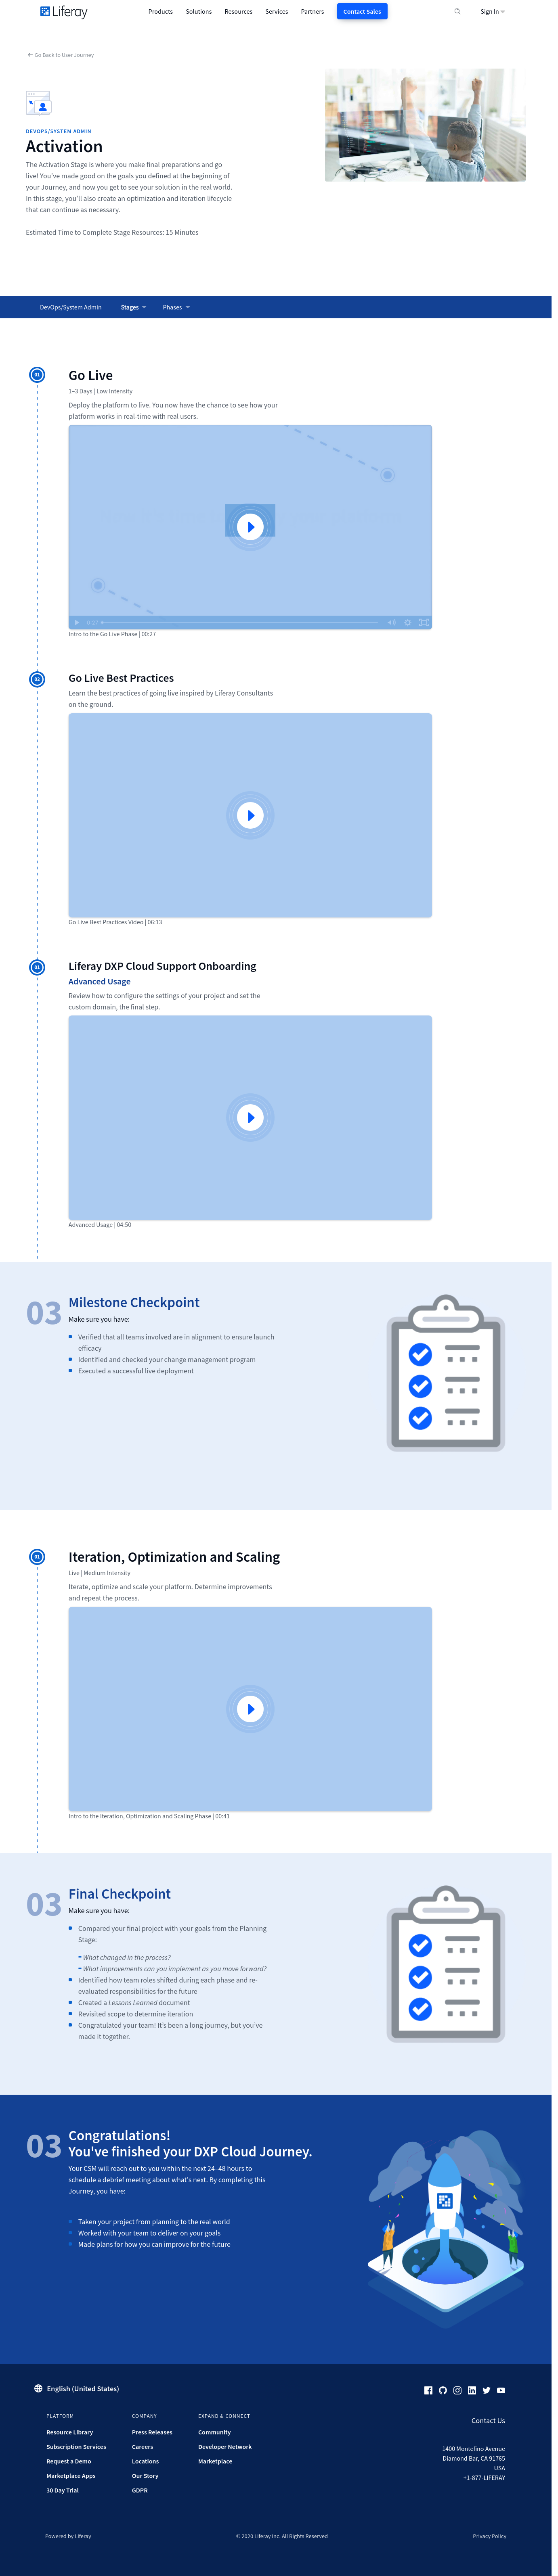 Liferay
Products Solutions Resources Services Partners Contact Sales Sign In
Go Back to User Journey
DEVOPS/SYSTEM ADMIN
Activation
The Activation Stage is where you make final preparations and go
live! You've made good on the goals you defined at the beginning of
your Journey, and now you get to see your solution in the real world.
In this stage, you'll also create an optimization and iteration lifecycle
that can continue as necessary.
Estimated Time to Complete Stage Resources: 15 Minutes
DevOps/System Admin Stages Phases
01
Go Live
1–3 Days | Low Intensity
Deploy the platform to live. You now have the chance to see how your
platform works in real-time with real users.
0:27
Intro to the Go Live Phase | 00:27
02
Go Live Best Practices
Learn the best practices of going live inspired by Liferay Consultants
on the ground.
Go Live Best Practices Video | 06:13
01
Liferay DXP Cloud Support Onboarding
Advanced Usage
Review how to configure the settings of your project and set the
custom domain, the final step.
Advanced Usage | 04:50
03
Milestone Checkpoint
Make sure you have:
Verified that all teams involved are in alignment to ensure launch
efficacy
Identified and checked your change management program
Executed a successful live deployment
01
Iteration, Optimization and Scaling
Live | Medium Intensity
Iterate, optimize and scale your platform. Determine improvements
and repeat the process.
Intro to the Iteration, Optimization and Scaling Phase | 00:41
03
Final Checkpoint
Make sure you have:
Compared your final project with your goals from the Planning
Stage:
What changed in the process?
What improvements can you implement as you move forward?
Identified how team roles shifted during each phase and re-
evaluated responsibilities for the future
Created a Lessons Learned document
Revisited scope to determine iteration
Congratulated your team! It's been a long journey, but you've
made it together.
03
Congratulations!
You've finished your DXP Cloud Journey.
Your CSM will reach out to you within the next 24–48 hours to
schedule a debrief meeting about what's next. By completing this
Journey, you have:
Taken your project from planning to the real world
Worked with your team to deliver on your goals
Made plans for how you can improve for the future
English (United States)
PLATFORM
Resource Library
Subscription Services
Request a Demo
Marketplace Apps
30 Day Trial
COMPANY
Press Releases
Careers
Locations
Our Story
GDPR
EXPAND & CONNECT
Community
Developer Network
Marketplace
Contact Us
1400 Montefino Avenue
Diamond Bar, CA 91765
USA
+1-877-LIFERAY
Powered by Liferay
© 2020 Liferay Inc. All Rights Reserved
Privacy Policy